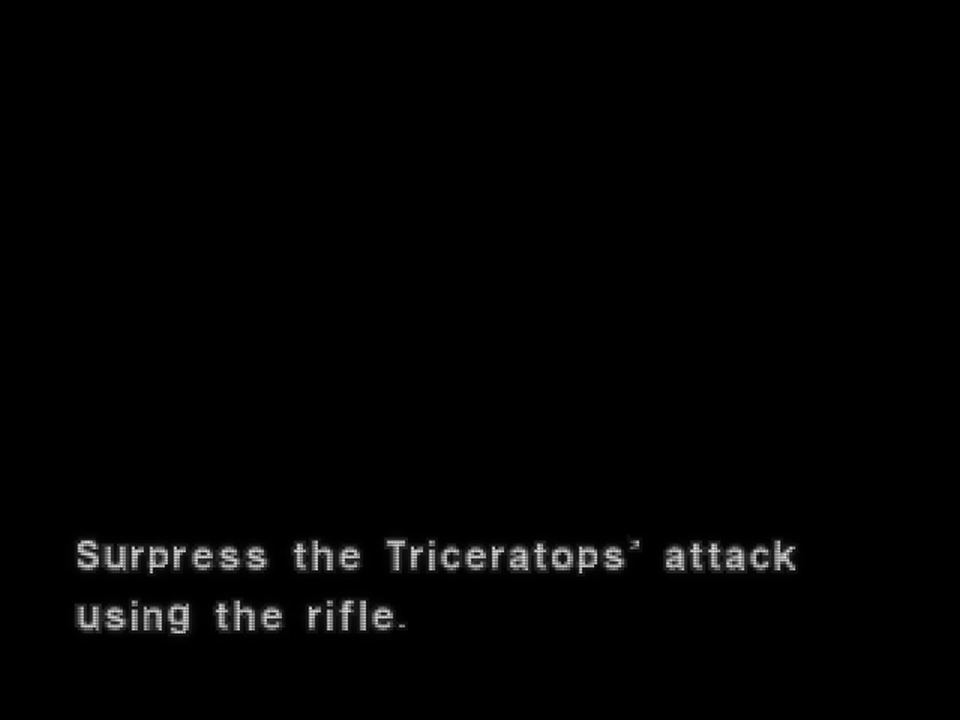 Surpress the Triceratops' attack
using the rifle.